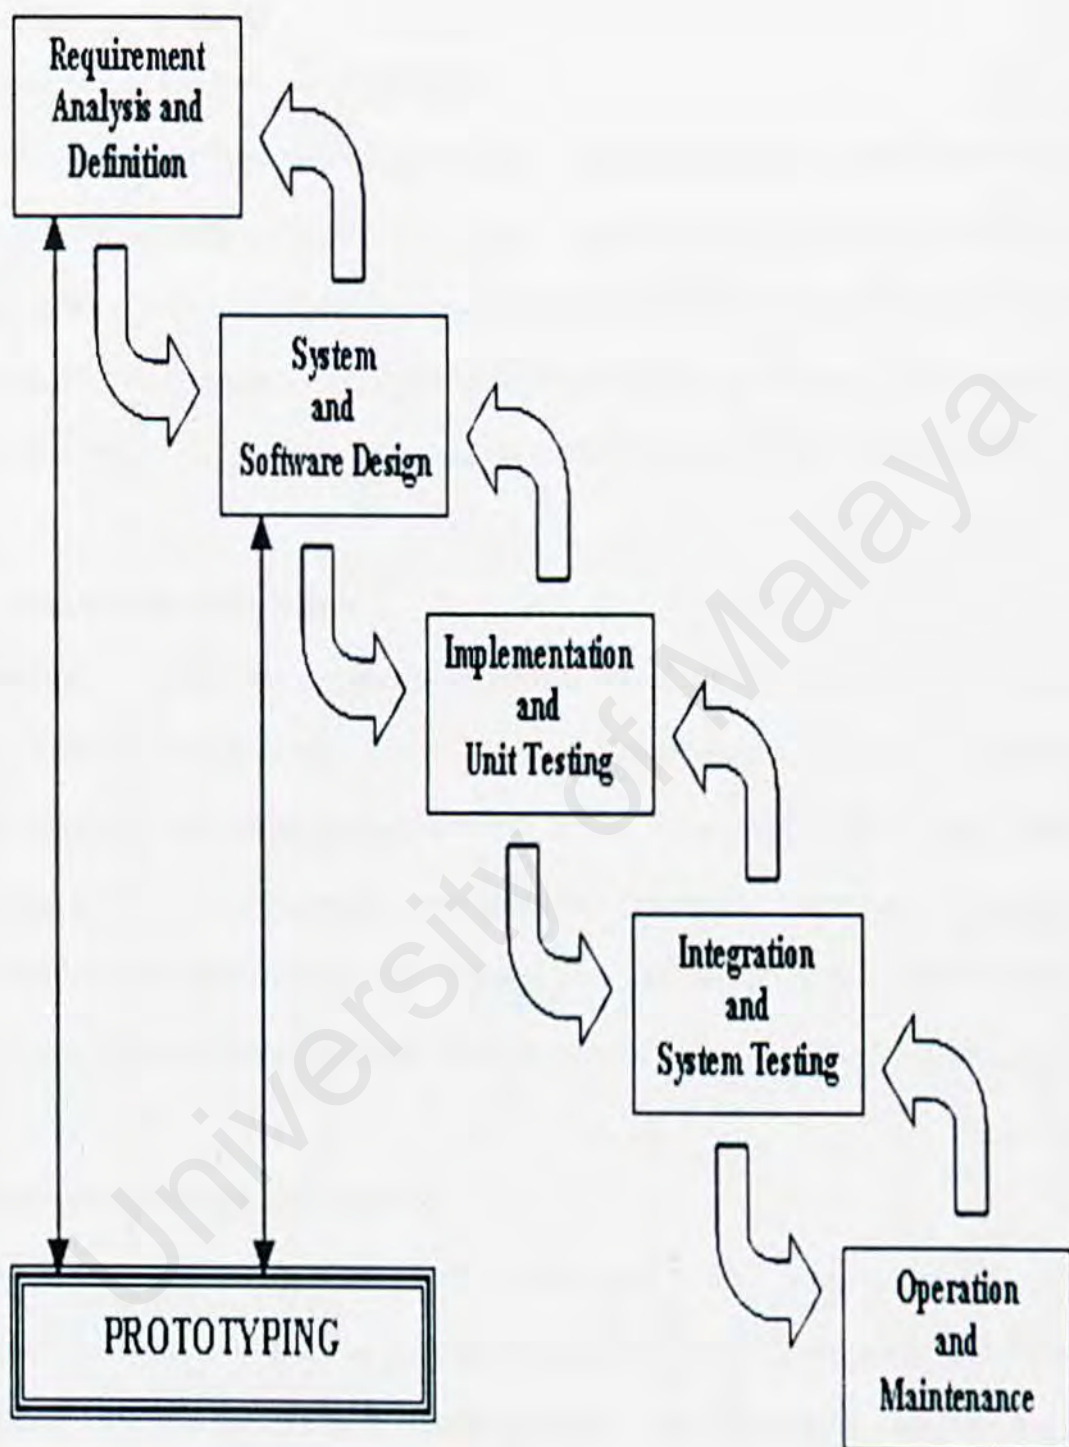 Requirement
Analysis and
Definition
System
and
Software Design
Implementation
and
Unit Testing
Integration
and
System Testing
Operation
and
Maintenance
PROTOTYPING
University of Malaya